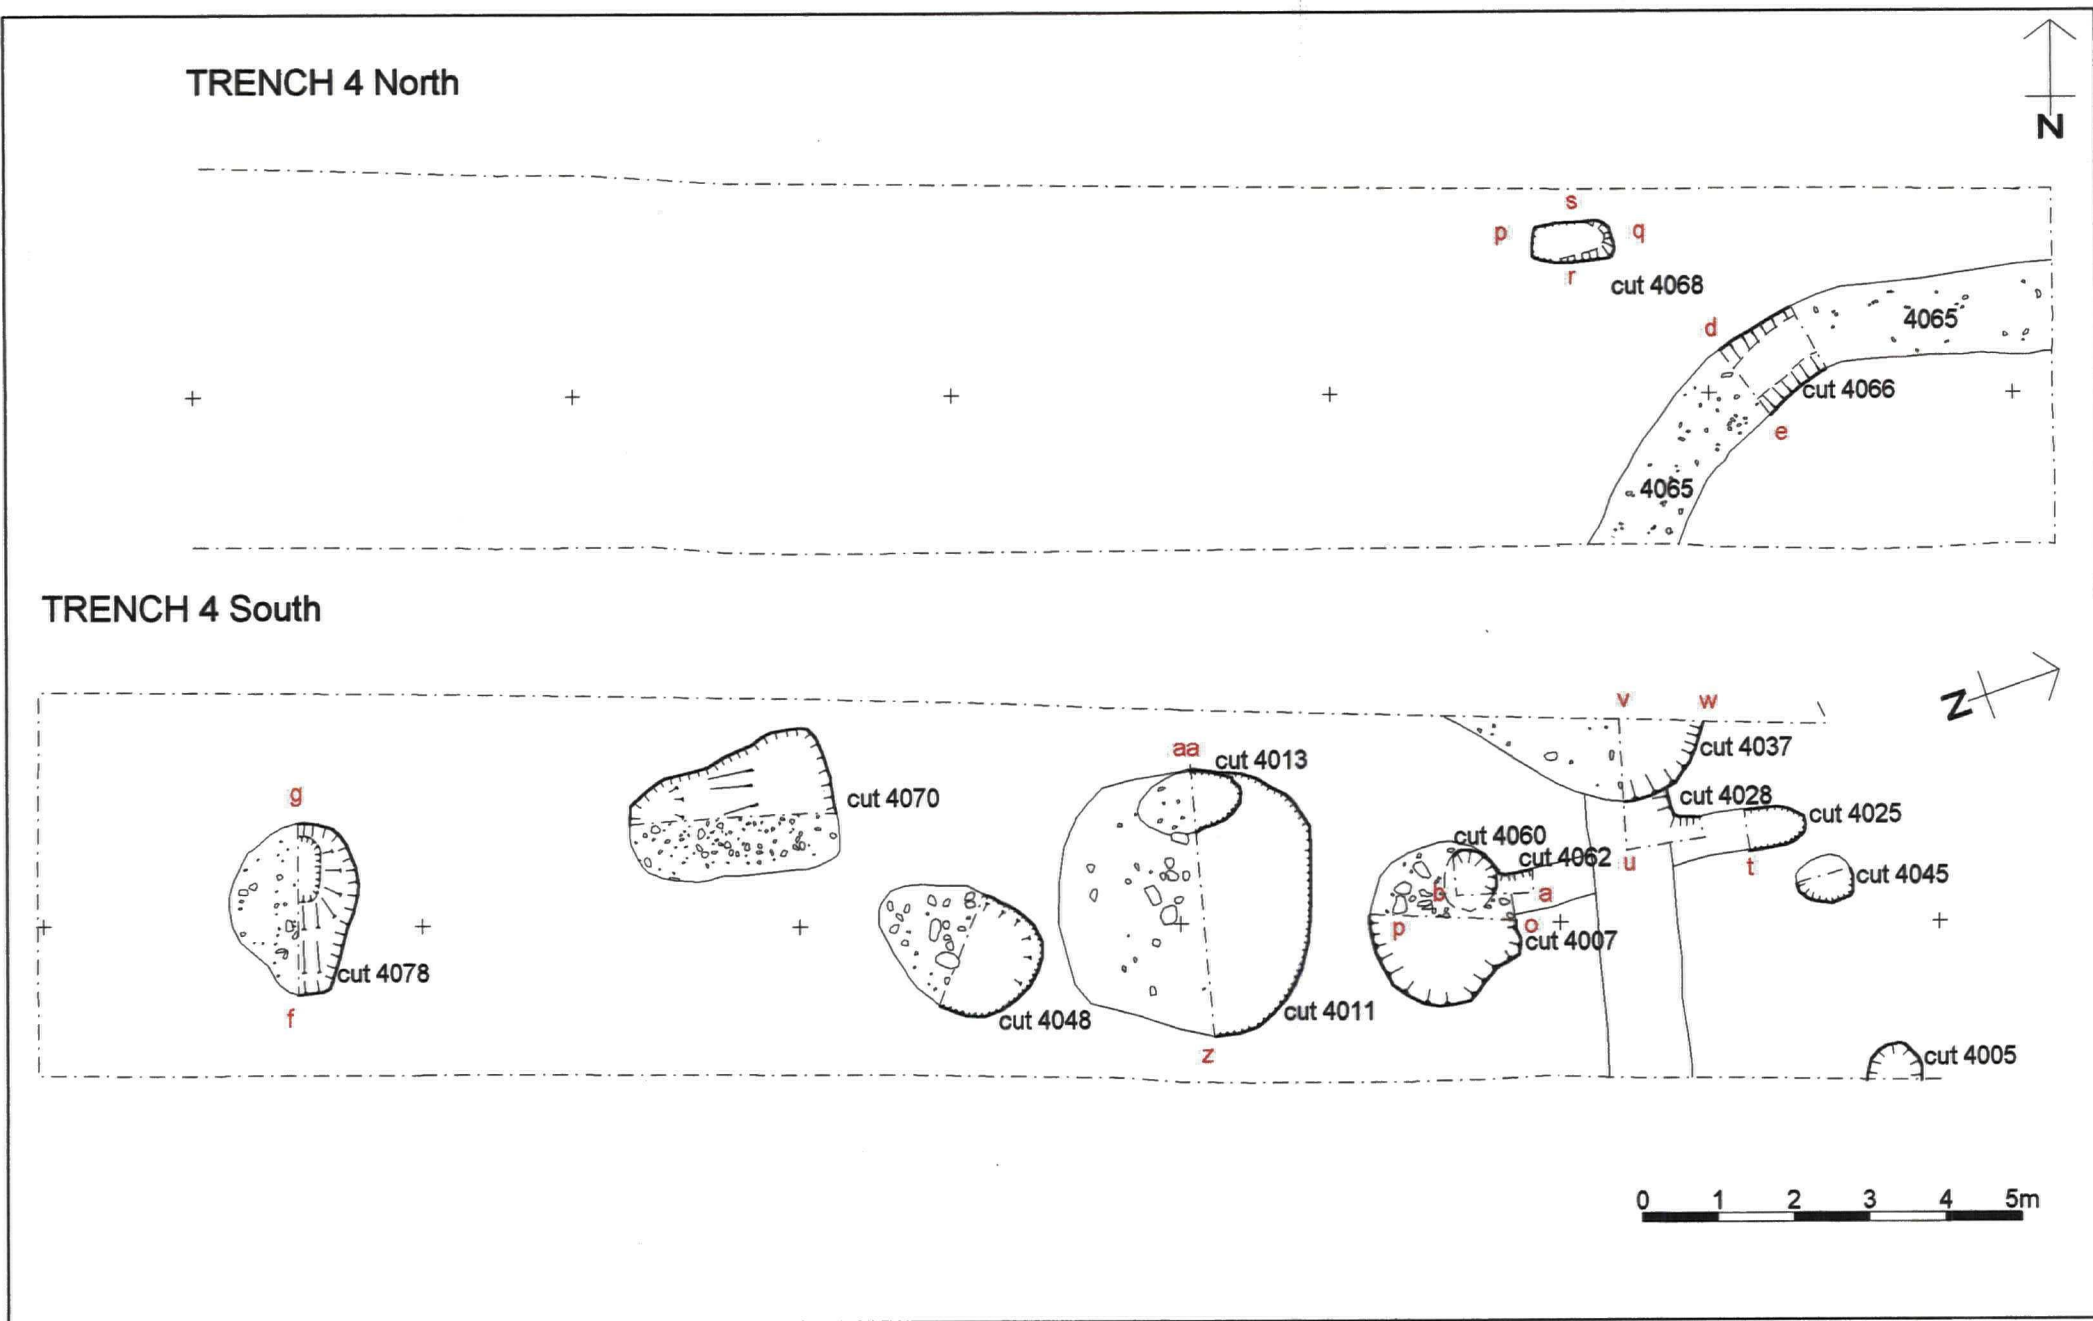 TRENCH 4 North
N
s
p
q
r
cut 4068
d
4065
cut 4066
e
4065
TRENCH 4 South
N
v
w
cut 4037
aa
cut 4013
g
cut 4070
cut 4028
cut 4025
cut 4060
cut 4062
u
t
b
a
cut 4045
p
o
cut 4007
cut 4078
f
cut 4048
cut 4011
z
cut 4005
0 1 2 3 4 5m